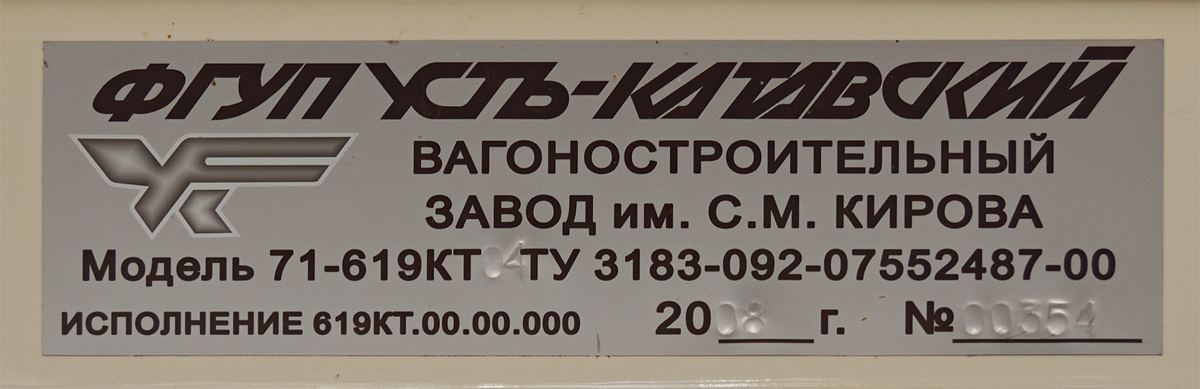 ФГУП УСТЬ-КАТАВСКИЙ
ВАГОНОСТРОИТЕЛЬНЫЙ
ЗАВОД им. С.М. КИРОВА
Модель 71-619КТ 04 ТУ 3183-092-07552487-00
ИСПОЛНЕНИЕ 619КТ.00.00.000 2008 г. № 00354